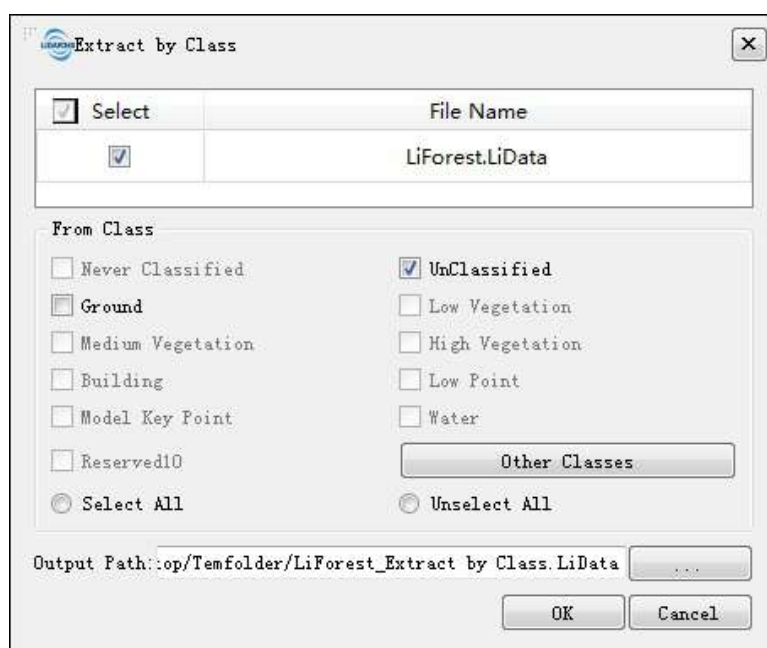 Extract by Class
Select File Name
LiForest.LiData
From Class
Never Classified UnClassified
Ground Low Vegetation
Medium Vegetation High Vegetation
Building Low Point
Model Key Point Water
Reserved10 Other Classes
Select All Unselect All
Output Path: :op/Temfolder/LiForest_Extract by Class.LiData ...
OK Cancel